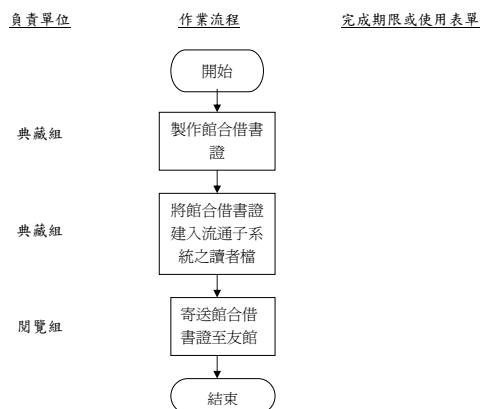 負責單位 作業流程 完成期限或使用表單
開始
典藏組
製作館合借書
證
典藏組
將館合借書證
建入流通子系
統之讀者檔
閱覽組
寄送館合借
書證至友館
結束